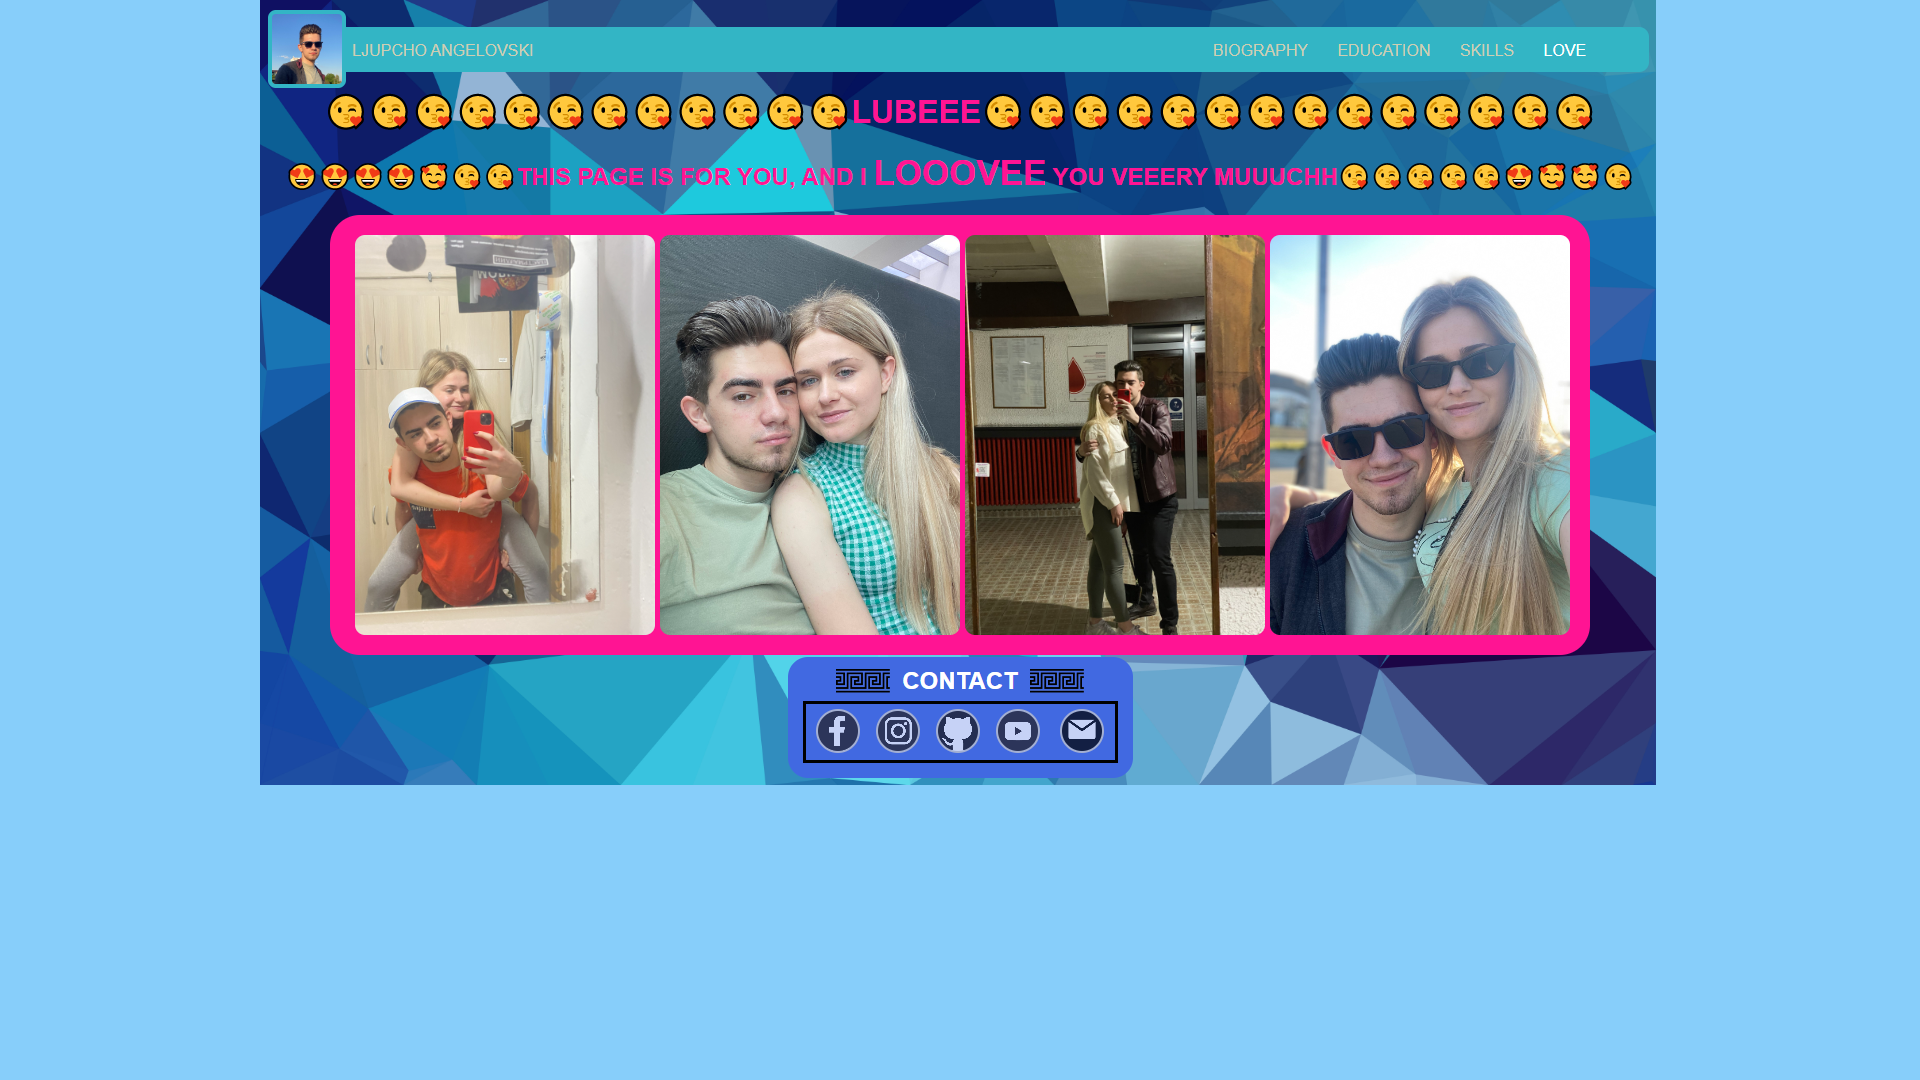 LJUPCHO ANGELOVSKI BIOGRAPHY EDUCATION SKILLS LOVE
LUBEEE
THIS PAGE IS FOR YOU, AND I LOOOVEE YOU VEEERY MUUUCHH
CONTACT